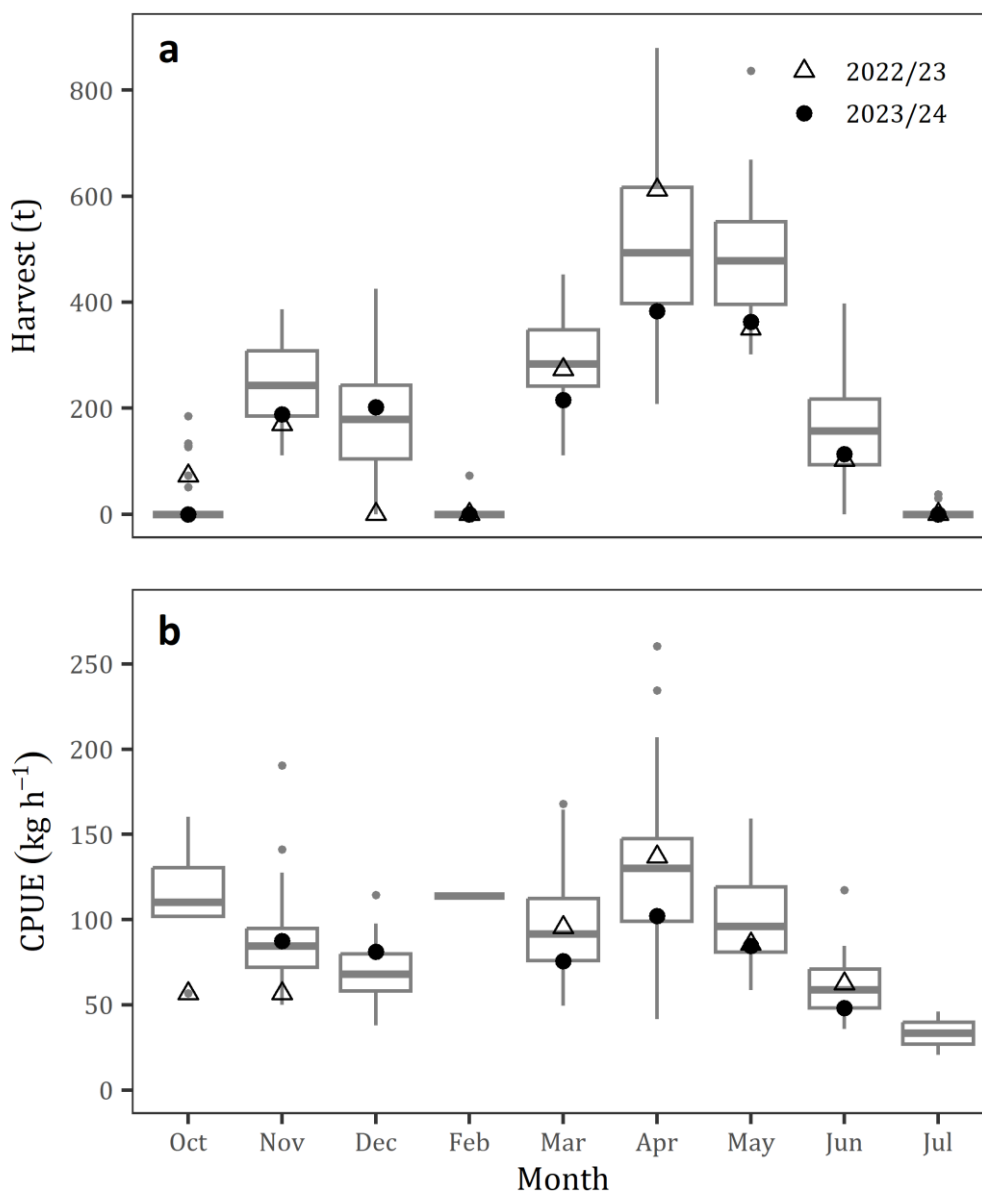 a
2022/23
2023/24
800
600
400
200
0
Harvest (t)
b
250
200
150
100
50
0
CPUE (kg h⁻¹)
Oct Nov Dec Feb Mar Apr May Jun Jul
Month